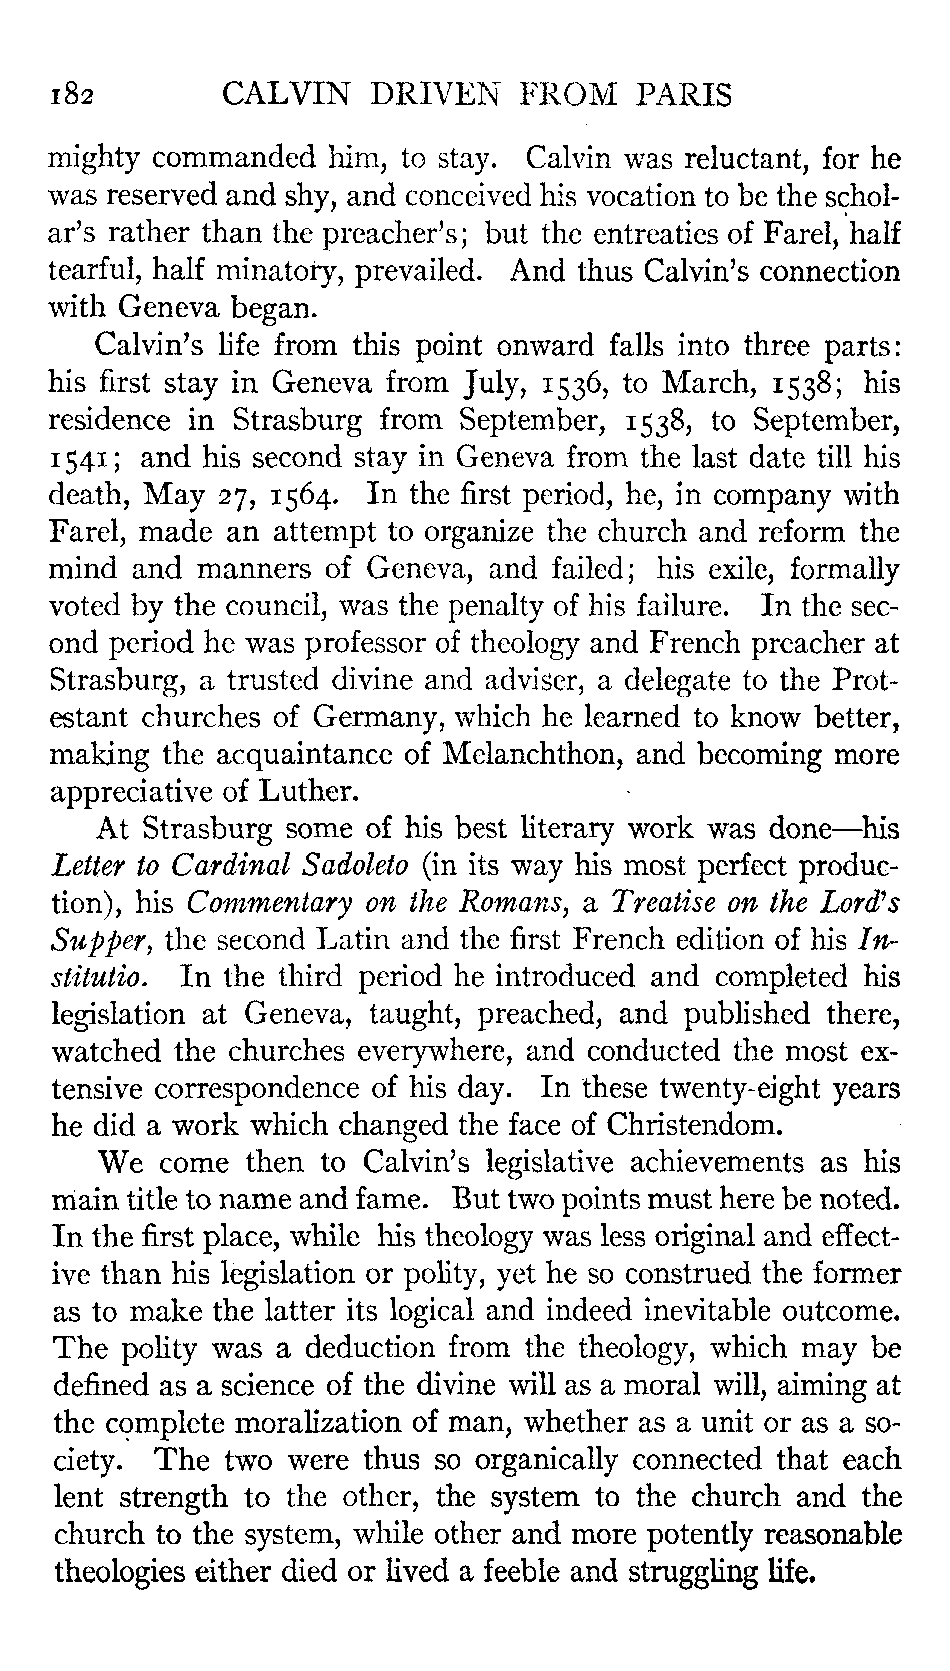 182 CALVIN DRIVEN FROM PARIS
mighty commanded him, to stay. Calvin was reluctant, for he
was reserved and shy, and conceived his vocation to be the schol-
ar's rather than the preacher's; but the entreaties of Farel, half
tearful, half minatory, prevailed. And thus Calvin's connection
with Geneva began.
Calvin's life from this point onward falls into three parts:
his first stay in Geneva from July, 1536, to March, 1538; his
residence in Strasburg from September, 1538, to September,
1541; and his second stay in Geneva from the last date till his
death, May 27, 1564. In the first period, he, in company with
Farel, made an attempt to organize the church and reform the
mind and manners of Geneva, and failed; his exile, formally
voted by the council, was the penalty of his failure. In the sec-
ond period he was professor of theology and French preacher at
Strasburg, a trusted divine and adviser, a delegate to the Prot-
estant churches of Germany, which he learned to know better,
making the acquaintance of Melanchthon, and becoming more
appreciative of Luther.
At Strasburg some of his best literary work was done—his
Letter to Cardinal Sadoleto (in its way his most perfect produc-
tion), his Commentary on the Romans, a Treatise on the Lord's
Supper, the second Latin and the first French edition of his In-
stitutio. In the third period he introduced and completed his
legislation at Geneva, taught, preached, and published there,
watched the churches everywhere, and conducted the most ex-
tensive correspondence of his day. In these twenty-eight years
he did a work which changed the face of Christendom.
We come then to Calvin's legislative achievements as his
main title to name and fame. But two points must here be noted.
In the first place, while his theology was less original and effect-
ive than his legislation or polity, yet he so construed the former
as to make the latter its logical and indeed inevitable outcome.
The polity was a deduction from the theology, which may be
defined as a science of the divine will as a moral will, aiming at
the complete moralization of man, whether as a unit or as a so-
ciety. The two were thus so organically connected that each
lent strength to the other, the system to the church and the
church to the system, while other and more potently reasonable
theologies either died or lived a feeble and struggling life.